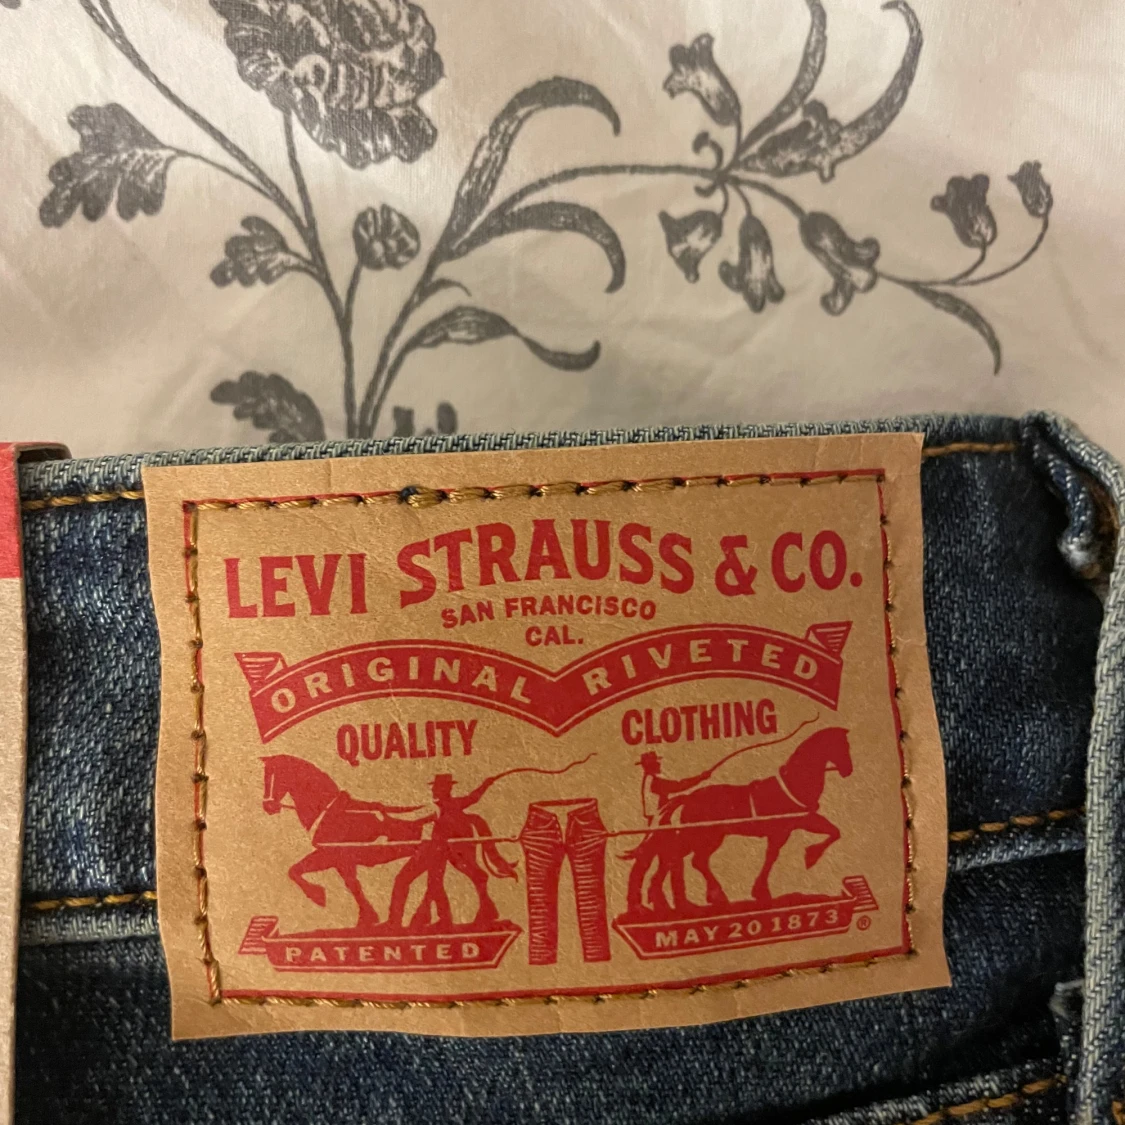 LEVI STRAUSS & CO.
SAN FRANCISCO
CAL.
ORIGINAL RIVETED
QUALITY CLOTHING
PATENTED MAY 20 1873 ®